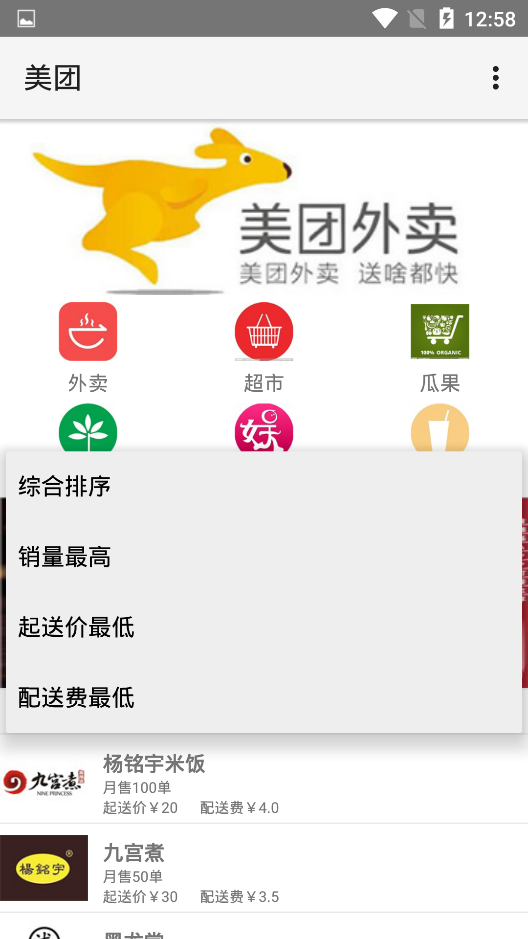 12:58
美团
美团外卖
美团外卖 送啥都快
100% ORGANIC
外卖 超市 瓜果
综合排序
销量最高
起送价最低
配送费最低
九宫煮
NINE PRINCESS
杨铭宇米饭
月售100单
起送价￥20 配送费￥4.0
楊銘宇®
九宫煮
月售50单
起送价￥30 配送费￥3.5